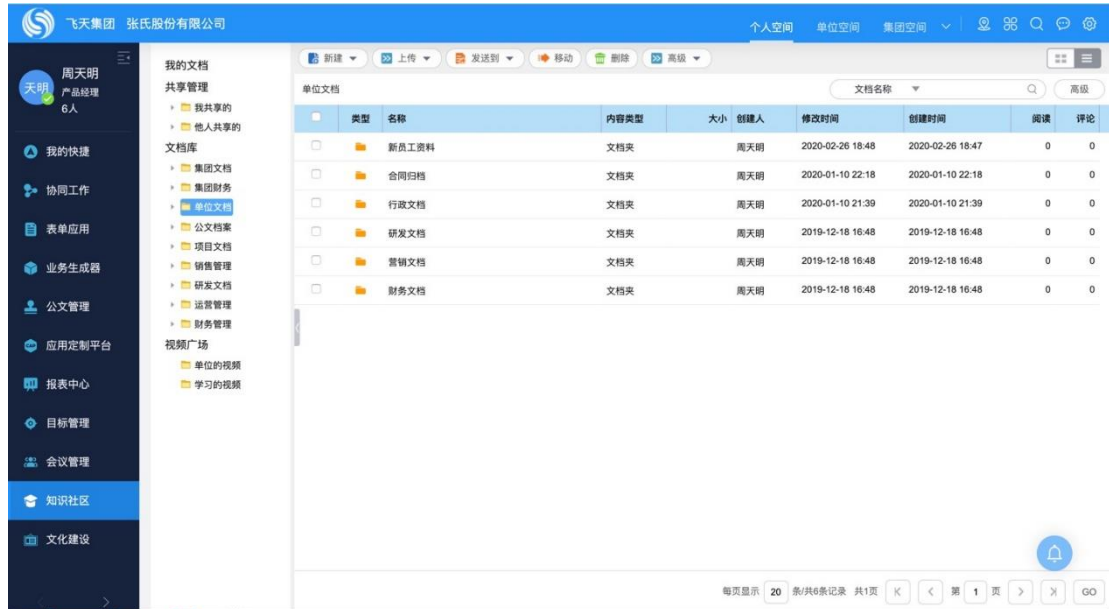 飞天集团 张氏股份有限公司 个人空间 单位空间 集团空间
天明
周天明
产品经理
6人
我的快捷
协同工作
表单应用
业务生成器
公文管理
应用定制平台
报表中心
目标管理
会议管理
知识社区
文化建设
我的文档
共享管理
我共享的
他人共享的
文档库
集团文档
集团财务
单位文档
公文档案
项目文档
销售管理
研发文档
运营管理
财务管理
视频广场
单位的视频
学习的视频
新建 上传 发送到 移动 删除 高级
单位文档 文档名称 高级
类型 名称 内容类型 大小 创建人 修改时间 创建时间 阅读 评论
新员工资料 文档夹 周天明 2020-02-26 18:48 2020-02-26 18:47 0 0
合同归档 文档夹 周天明 2020-01-10 22:18 2020-01-10 22:18 0 0
行政文档 文档夹 周天明 2020-01-10 21:39 2020-01-10 21:39 0 0
研发文档 文档夹 周天明 2019-12-18 16:48 2019-12-18 16:48 0 0
营销文档 文档夹 周天明 2019-12-18 16:48 2019-12-18 16:48 0 0
财务文档 文档夹 周天明 2019-12-18 16:48 2019-12-18 16:48 0 0
每页显示 20 条/共6条记录 共1页 第 1 页 GO